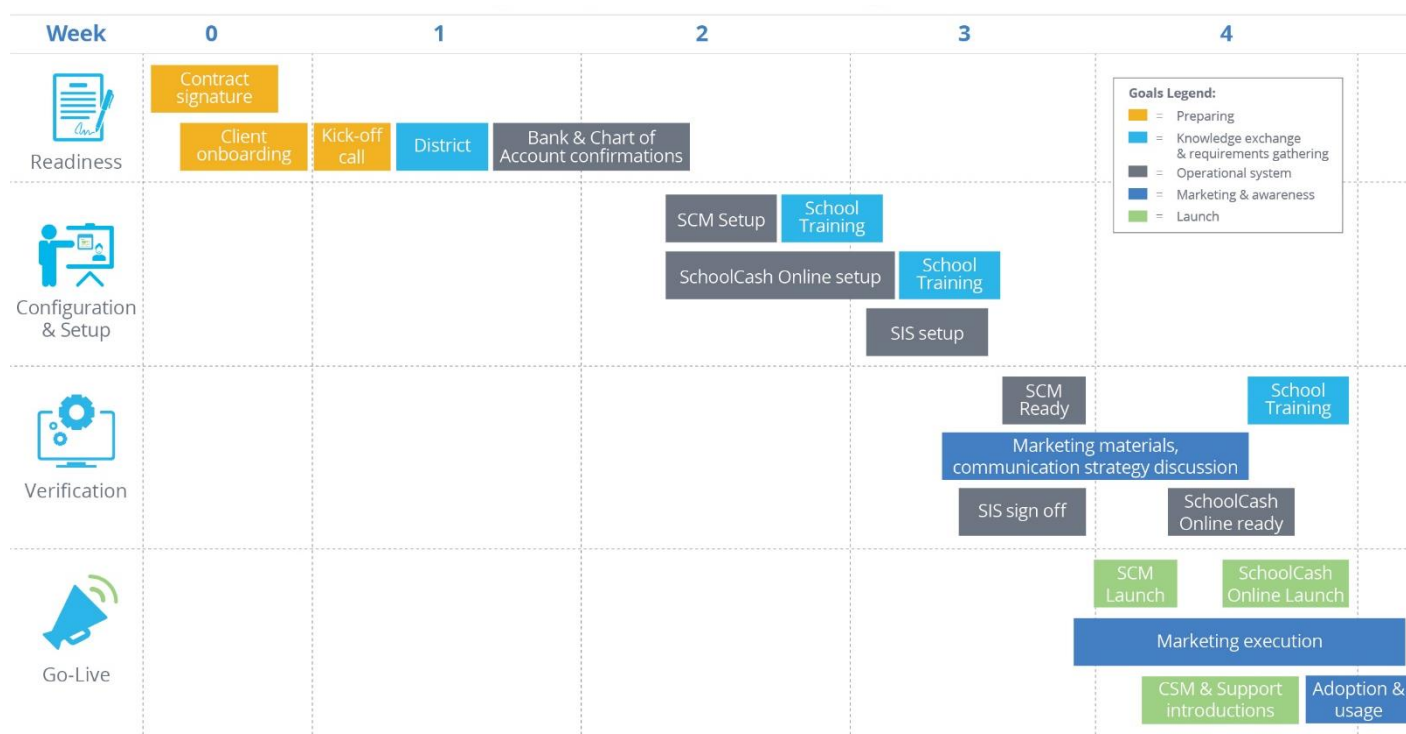 Week 0 1 2 3 4
Contract
signature
Client
onboarding
Kick-off
call
District
Bank & Chart of
Account confirmations
Readiness
Goals Legend:
= Preparing
= Knowledge exchange
& requirements gathering
= Operational system
= Marketing & awareness
= Launch
SCM Setup
School
Training
SchoolCash Online setup
School
Training
SIS setup
Configuration
& Setup
SCM
Ready
School
Training
Marketing materials,
communication strategy discussion
SIS sign off
SchoolCash
Online ready
Verification
SCM
Launch
SchoolCash
Online Launch
Marketing execution
CSM & Support
introductions
Adoption &
usage
Go-Live